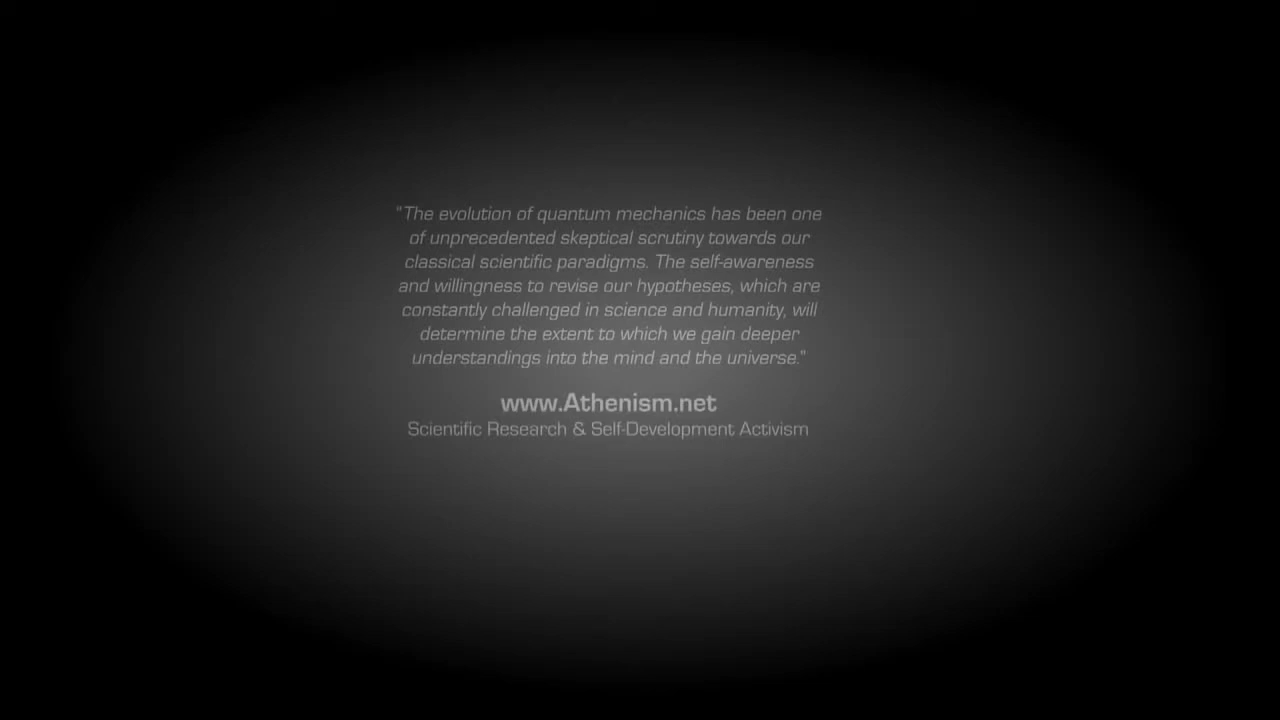 "The evolution of quantum mechanics has been one
of unprecedented skeptical scrutiny towards our
classical scientific paradigms. The self-awareness
and willingness to revise our hypotheses, which are
constantly challenged in science and humanity, will
determine the extent to which we gain deeper
understandings into the mind and the universe."
www.Athenism.net
Scientific Research & Self-Development Activism